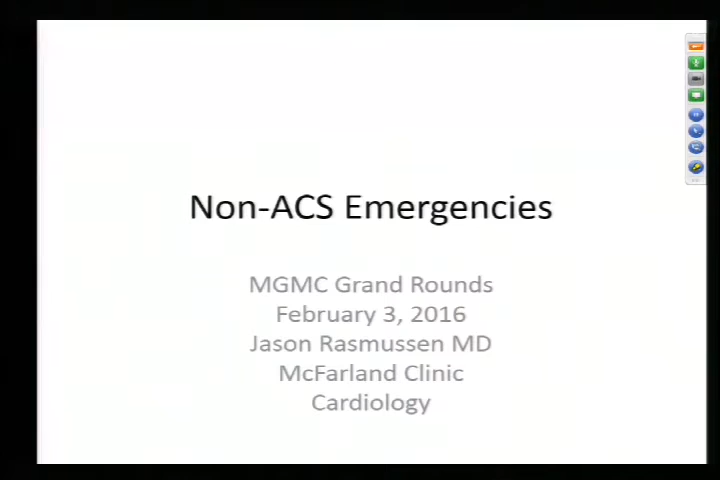 Non-ACS Emergencies
MGMC Grand Rounds
February 3, 2016
Jason Rasmussen MD
McFarland Clinic
Cardiology